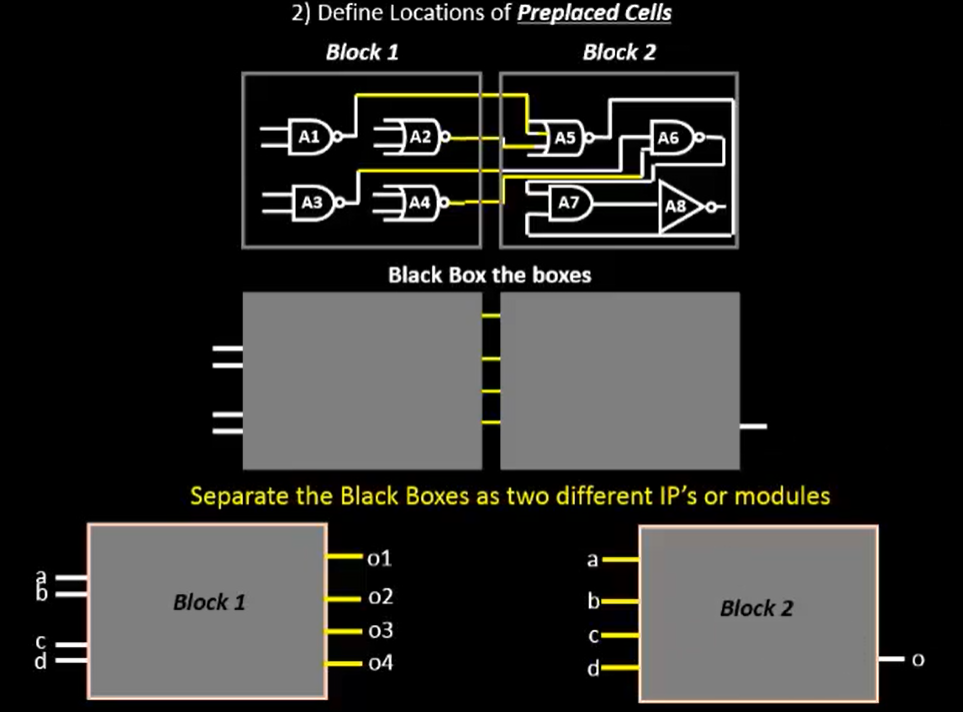 2) Define Locations of Preplaced Cells
Block 1
Block 2
A1
A2
A5
A6
A3
A4
A7
A8
Black Box the boxes
Separate the Black Boxes as two different IP's or modules
a
b
c
d
Block 1
o1
o2
o3
o4
a
b
c
d
Block 2
o